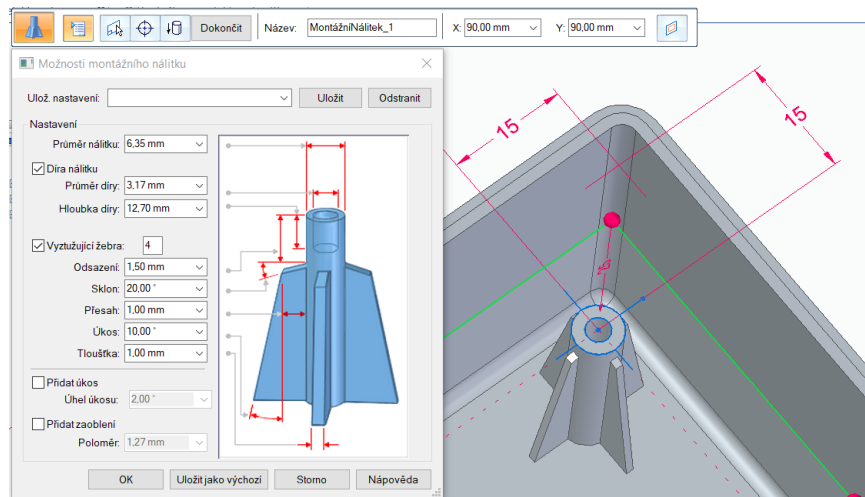 Dokončit Název: MontážníNálitek_1 X: 90,00 mm Y: 90,00 mm
Možnosti montážního nálitku
Ulož. nastavení: Uložit Odstranit
Nastavení
Průměr nálitku: 6,35 mm
Díra nálitku
Průměr díry: 3,17 mm
Hloubka díry: 12,70 mm
Vyztužující žebra: 4
Odsazení: 1,50 mm
Sklon: 20,00 °
Přesah: 1,00 mm
Úkos: 10,00 °
Tloušťka: 1,00 mm
Přidat úkos
Úhel úkosu: 2,00 °
Přidat zaoblení
Poloměr: 1,27 mm
OK Uložit jako výchozí Storno Nápověda
15
15